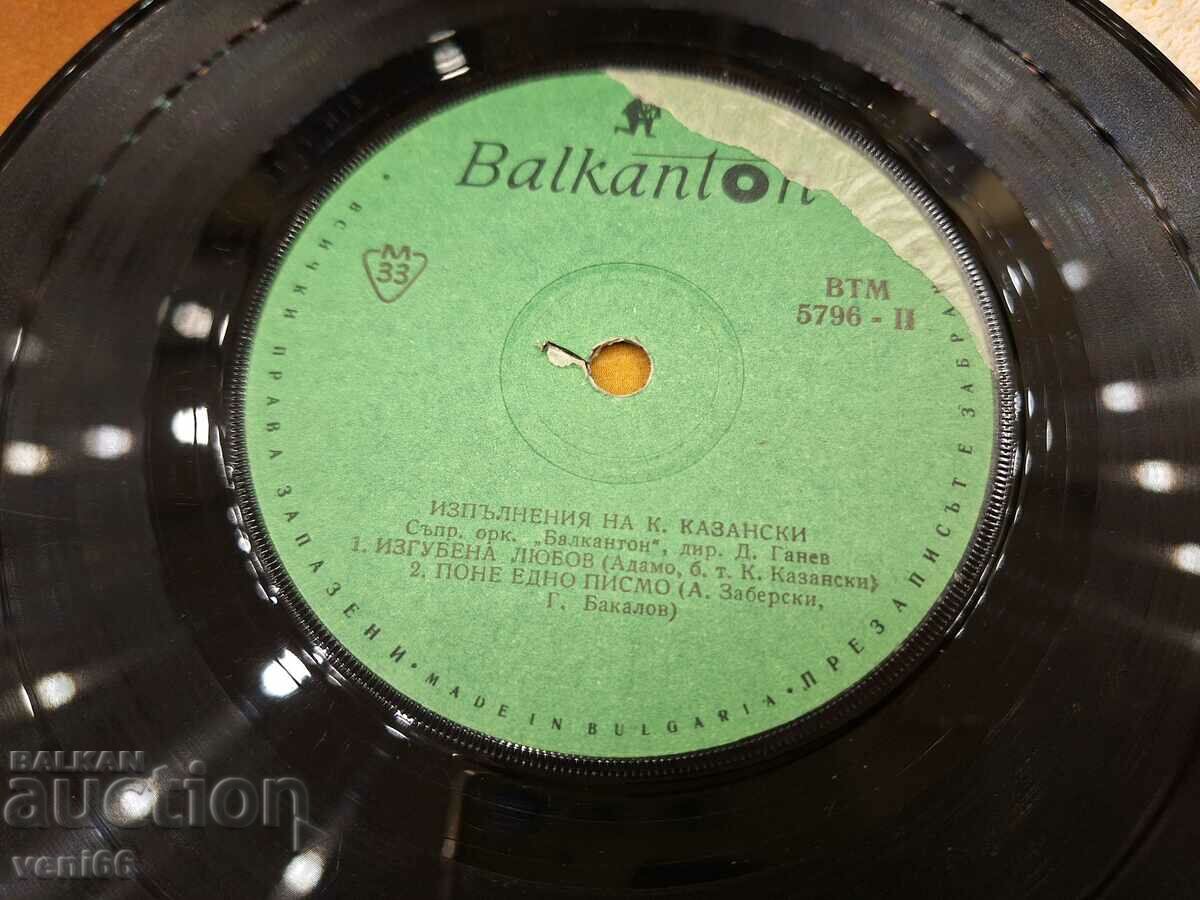 Balkanton
M
33
ВТМ
5796 - II
ИЗПЪЛНЕНИЯ НА К. КАЗАНСКИ
Съпр. орк. „Балкантон“, дир. Д. Ганев
1. ИЗГУБЕНА ЛЮБОВ (Адамо, б. т. К. Казански)
2. ПОНЕ ЕДНО ПИСМО (А. Заберски,
Г. Бакалов)
ВСИЧКИ ПРАВА ЗАПАЗЕНИ · MADE IN BULGARIA · ПРЕЗАПИСЪТ Е ЗАБРА
BALKAN
auction
veni66